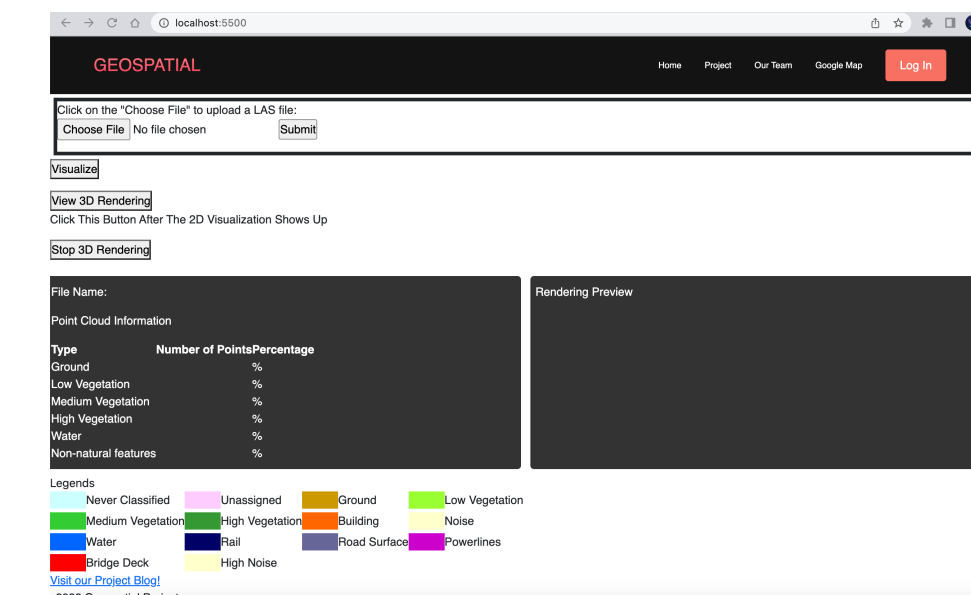 localhost:5500
GEOSPATIAL Home Project Our Team Google Map Log In
Click on the "Choose File" to upload a LAS file:
Choose File No file chosen Submit
Visualize
View 3D Rendering
Click This Button After The 2D Visualization Shows Up
Stop 3D Rendering
File Name:
Point Cloud Information
Type Number of PointsPercentage
Ground %
Low Vegetation %
Medium Vegetation %
High Vegetation %
Water %
Non-natural features %
Rendering Preview
Legends
Never Classified Unassigned Ground Low Vegetation
Medium Vegetation High Vegetation Building Noise
Water Rail Road Surface Powerlines
Bridge Deck High Noise
Visit our Project Blog!
Geospatial Project